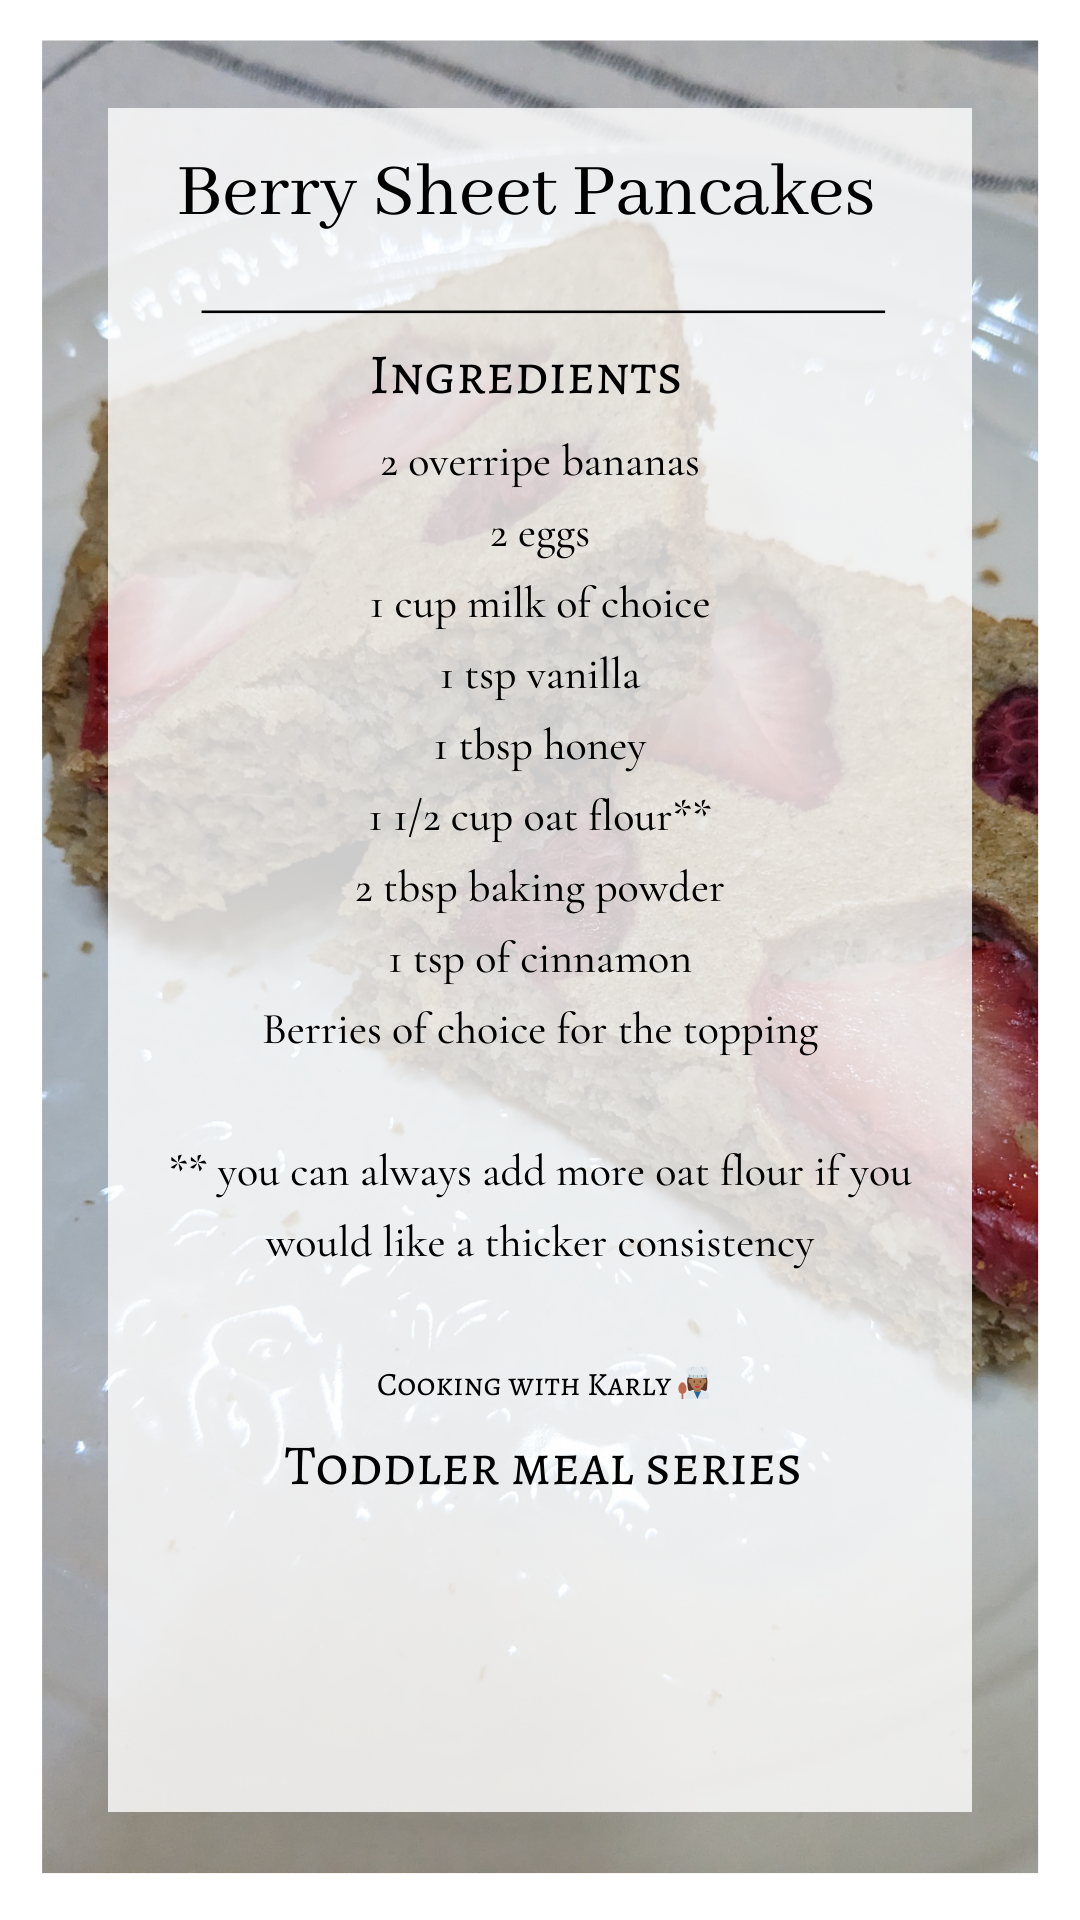 Berry Sheet Pancakes
Ingredients
2 overripe bananas
2 eggs
1 cup milk of choice
1 tsp vanilla
1 tbsp honey
1 1/2 cup oat flour**
2 tbsp baking powder
1 tsp of cinnamon
Berries of choice for the topping
** you can always add more oat flour if you
would like a thicker consistency
Cooking with Karly 👩🏾‍🍳
Toddler meal series